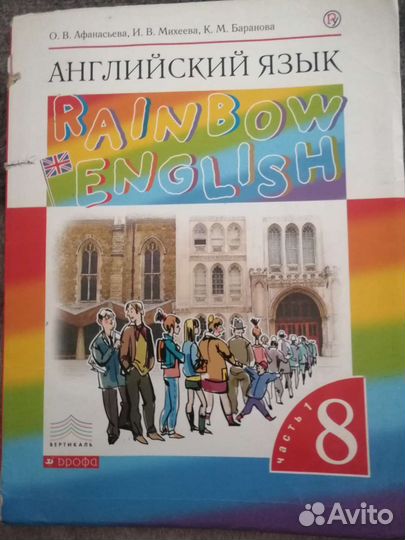 О. В. Афанасьева, И. В. Михеева, К. М. Баранова
АНГЛИЙСКИЙ ЯЗЫК
RAINBOW
ENGLISH
ВЕРТИКАЛЬ
ДРОФА
часть 1
8
Avito